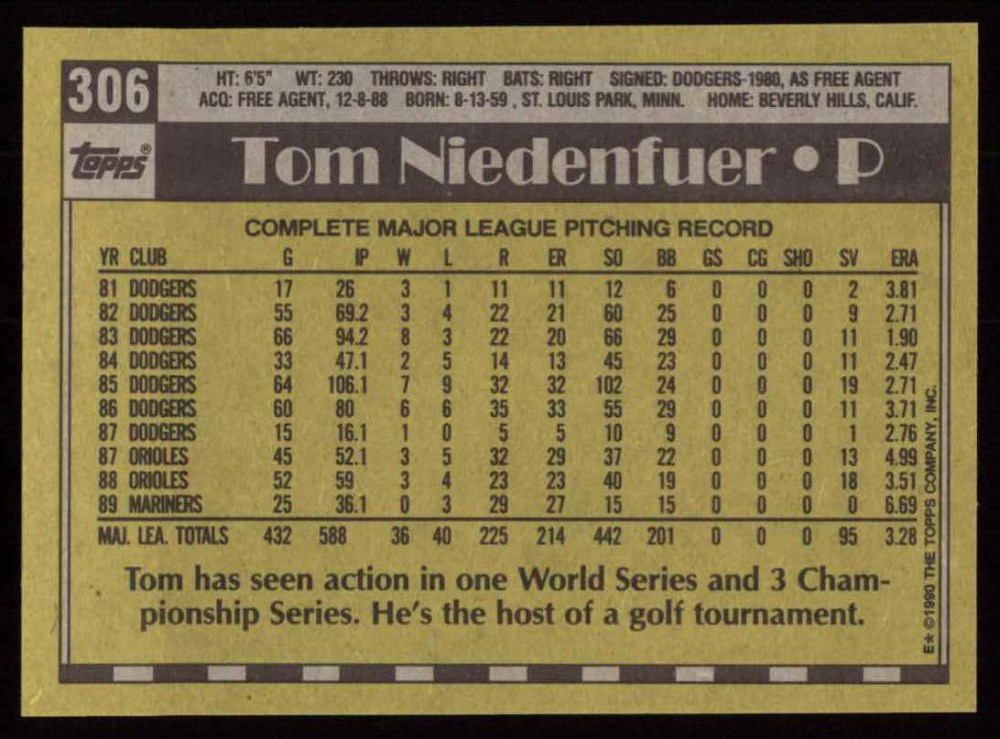 306
HT: 6'5" WT: 230 THROWS: RIGHT BATS: RIGHT SIGNED: DODGERS-1980, AS FREE AGENT
ACQ: FREE AGENT, 12-8-88 BORN: 8-13-59 , ST. LOUIS PARK, MINN. HOME: BEVERLY HILLS, CALIF.
topps®
Tom Niedenfuer • P
COMPLETE MAJOR LEAGUE PITCHING RECORD
YR CLUB G IP W L R ER SO BB GS CG SHO SV ERA
81 DODGERS 17 26 3 1 11 11 12 6 0 0 0 2 3.81
82 DODGERS 55 69.2 3 4 22 21 60 25 0 0 0 9 2.71
83 DODGERS 66 94.2 8 3 22 20 66 29 0 0 0 11 1.90
84 DODGERS 33 47.1 2 5 14 13 45 23 0 0 0 11 2.47
85 DODGERS 64 106.1 7 9 32 32 102 24 0 0 0 19 2.71
86 DODGERS 60 80 6 6 35 33 55 29 0 0 0 11 3.71
87 DODGERS 15 16.1 1 0 5 5 10 9 0 0 0 1 2.76
87 ORIOLES 45 52.1 3 5 32 29 37 22 0 0 0 13 4.99
88 ORIOLES 52 59 3 4 23 23 40 19 0 0 0 18 3.51
89 MARINERS 25 36.1 0 3 29 27 15 15 0 0 0 0 6.69
MAJ. LEA. TOTALS 432 588 36 40 225 214 442 201 0 0 0 95 3.28
Tom has seen action in one World Series and 3 Cham-
pionship Series. He's the host of a golf tournament.
E* ©1990 THE TOPPS COMPANY, INC.